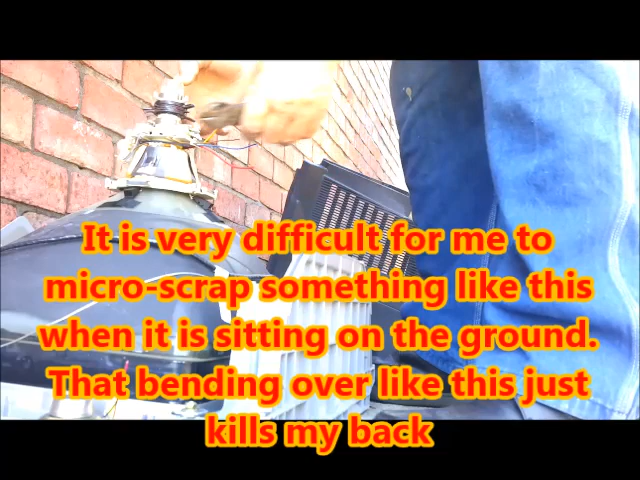 It is very difficult for me to
micro-scrap something like this
when it is sitting on the ground.
That bending over like this just
kills my back